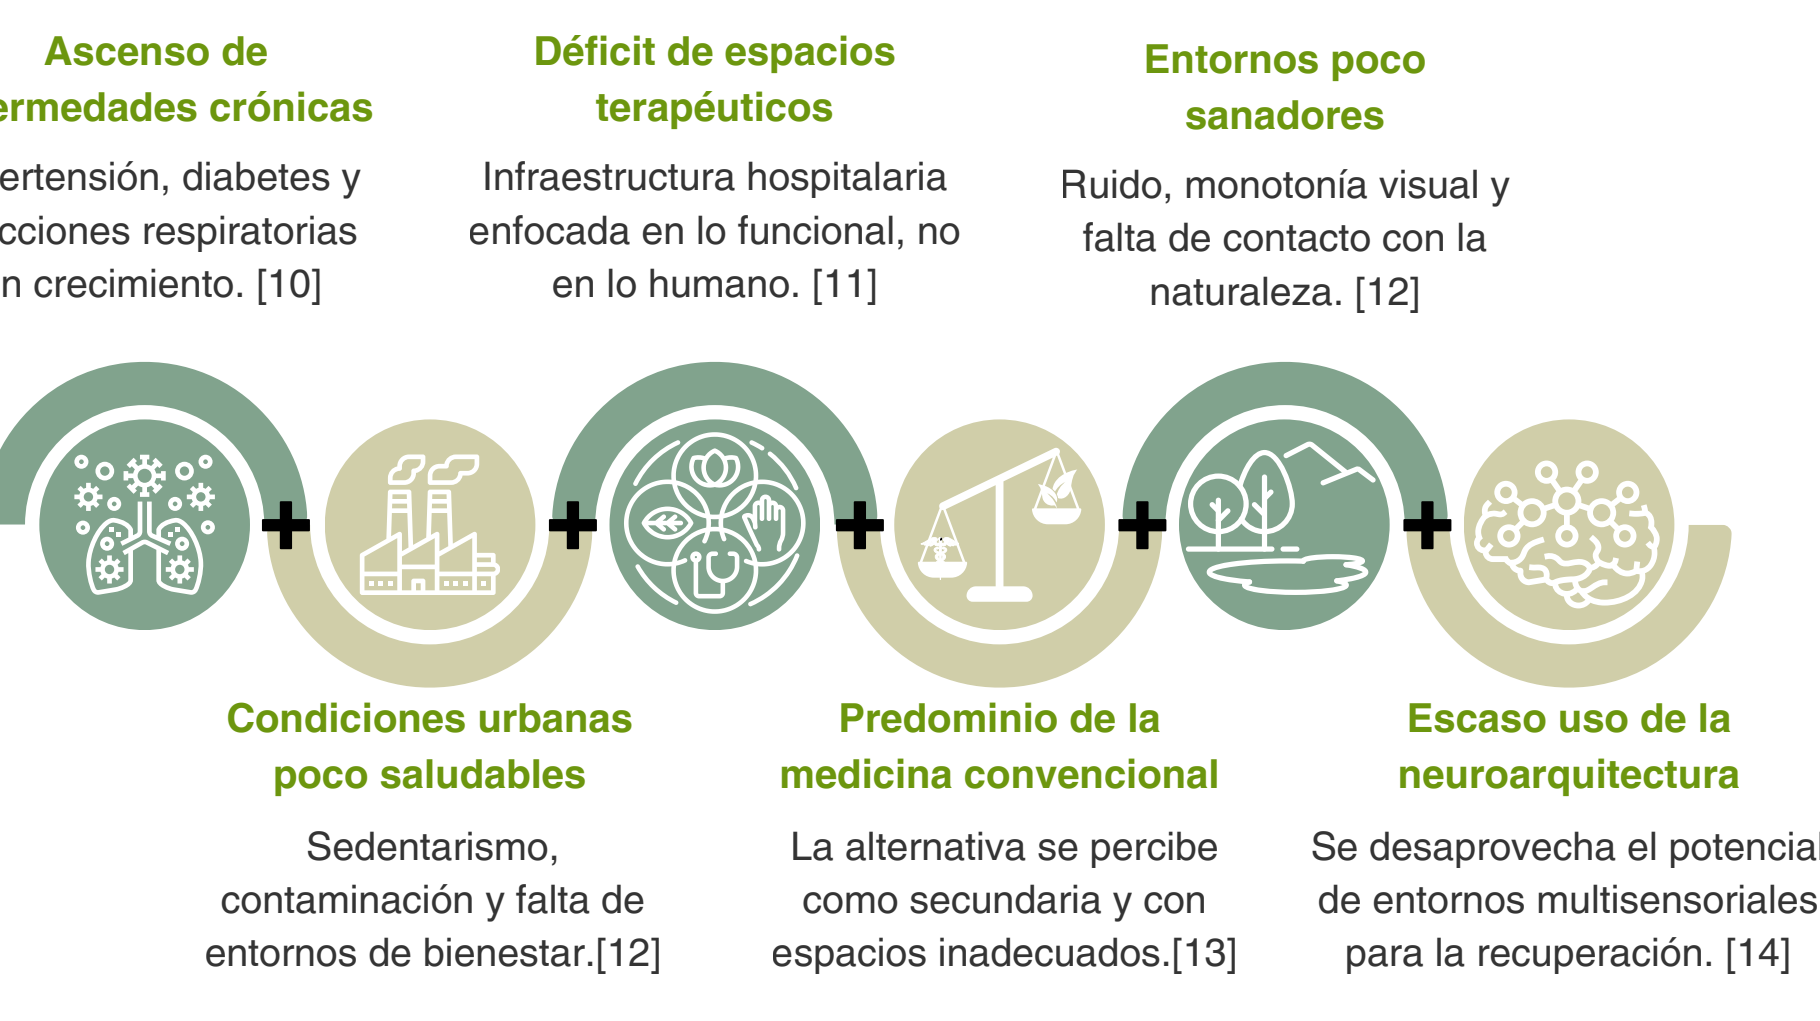 Ascenso de
ermedades crónicas
ertensión, diabetes y
cciones respiratorias
n crecimiento. [10]
Déficit de espacios
terapéuticos
Infraestructura hospitalaria
enfocada en lo funcional, no
en lo humano. [11]
Entornos poco
sanadores
Ruido, monotonía visual y
falta de contacto con la
naturaleza. [12]
Condiciones urbanas
poco saludables
Sedentarismo,
contaminación y falta de
entornos de bienestar.[12]
Predominio de la
medicina convencional
La alternativa se percibe
como secundaria y con
espacios inadecuados.[13]
Escaso uso de la
neuroarquitectura
Se desaprovecha el potencial
de entornos multisensoriales
para la recuperación. [14]